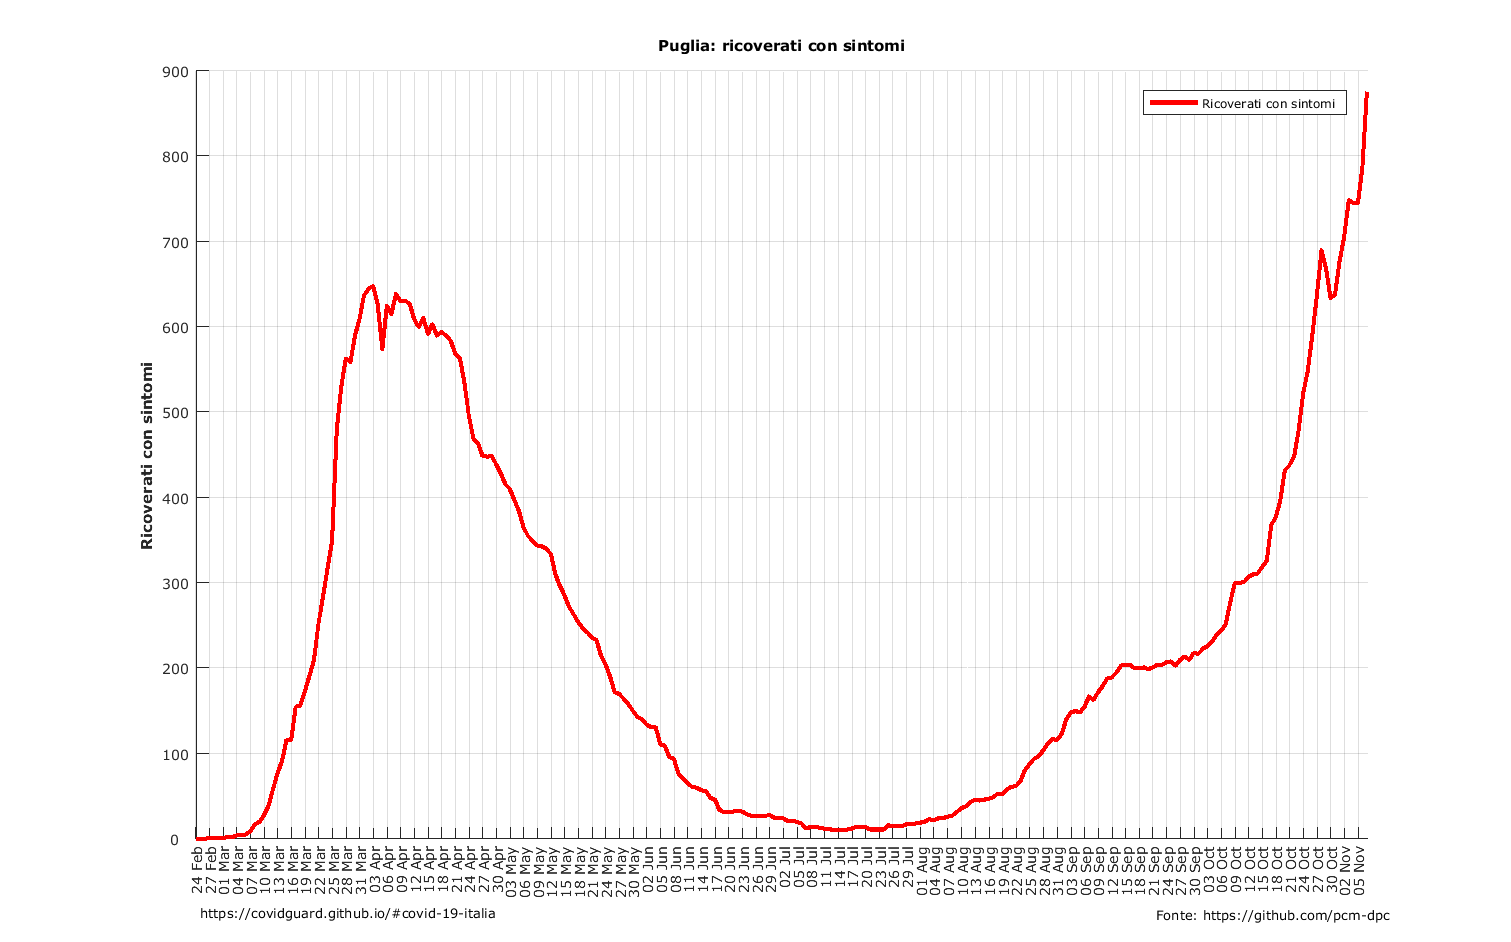 Puglia: ricoverati con sintomi
Ricoverati con sintomi
900
800
700
600
500
400
300
200
100
0
Ricoverati con sintomi
24 Feb
27 Feb
01 Mar
04 Mar
07 Mar
10 Mar
13 Mar
16 Mar
19 Mar
22 Mar
25 Mar
28 Mar
31 Mar
03 Apr
06 Apr
09 Apr
12 Apr
15 Apr
18 Apr
21 Apr
24 Apr
27 Apr
30 Apr
03 May
06 May
09 May
12 May
15 May
18 May
21 May
24 May
27 May
30 May
02 Jun
05 Jun
08 Jun
11 Jun
14 Jun
17 Jun
20 Jun
23 Jun
26 Jun
29 Jun
02 Jul
05 Jul
08 Jul
11 Jul
14 Jul
17 Jul
20 Jul
23 Jul
26 Jul
29 Jul
01 Aug
04 Aug
07 Aug
10 Aug
13 Aug
16 Aug
19 Aug
22 Aug
25 Aug
28 Aug
31 Aug
03 Sep
06 Sep
09 Sep
12 Sep
15 Sep
18 Sep
21 Sep
24 Sep
27 Sep
30 Sep
03 Oct
06 Oct
09 Oct
12 Oct
15 Oct
18 Oct
21 Oct
24 Oct
27 Oct
30 Oct
02 Nov
05 Nov
https://covidguard.github.io/#covid-19-italia
Fonte: https://github.com/pcm-dpc